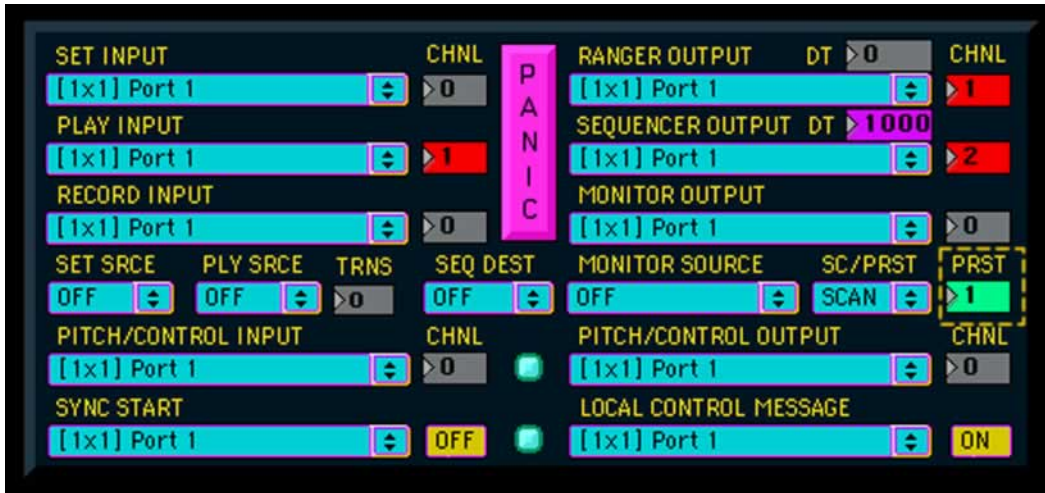 SET INPUT CHNL
[1x1] Port 1 0
PLAY INPUT
[1x1] Port 1 1
RECORD INPUT
[1x1] Port 1 0
PANIC
RANGER OUTPUT DT 0 CHNL
[1x1] Port 1 1
SEQUENCER OUTPUT DT 1000
[1x1] Port 1 2
MONITOR OUTPUT
[1x1] Port 1 0
SET SRCE PLY SRCE TRNS SEQ DEST MONITOR SOURCE SC/PRST PRST
OFF OFF 0 OFF OFF SCAN 1
PITCH/CONTROL INPUT CHNL PITCH/CONTROL OUTPUT CHNL
[1x1] Port 1 0 [1x1] Port 1 0
SYNC START LOCAL CONTROL MESSAGE
[1x1] Port 1 OFF [1x1] Port 1 ON